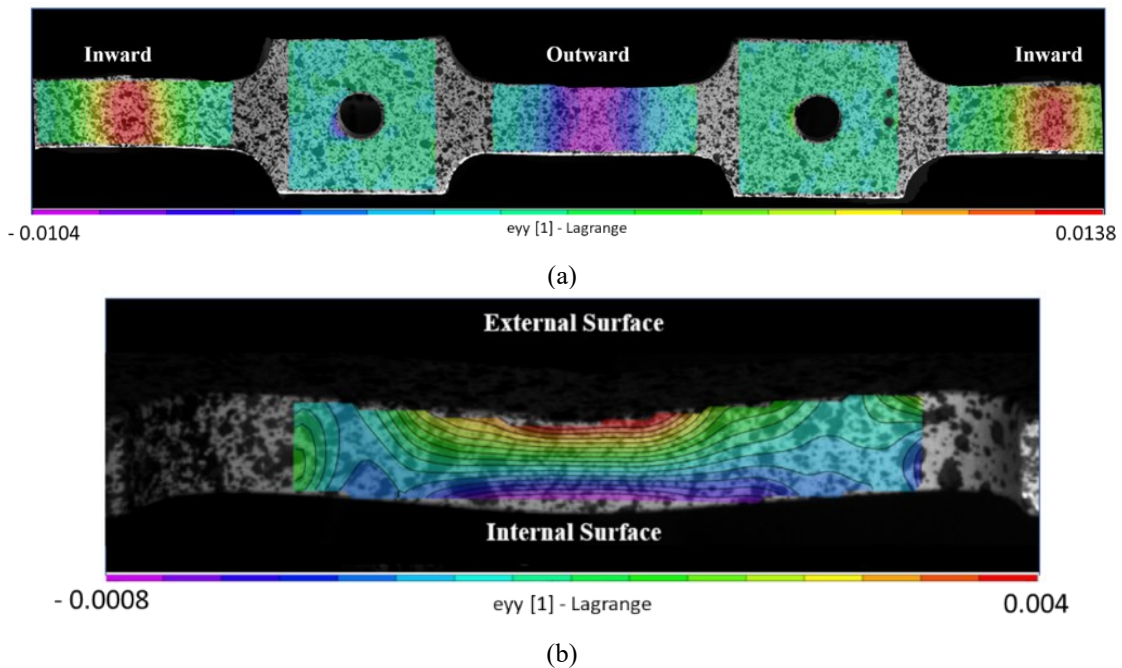 Inward Outward Inward
- 0.0104 eyy [1] - Lagrange 0.0138
(a)
External Surface
Internal Surface
- 0.0008 eyy [1] - Lagrange 0.004
(b)